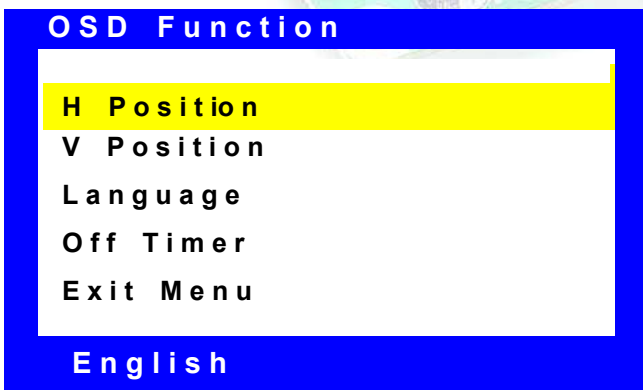 OSD Function
H Position
V Position
Language
Off Timer
Exit Menu
English